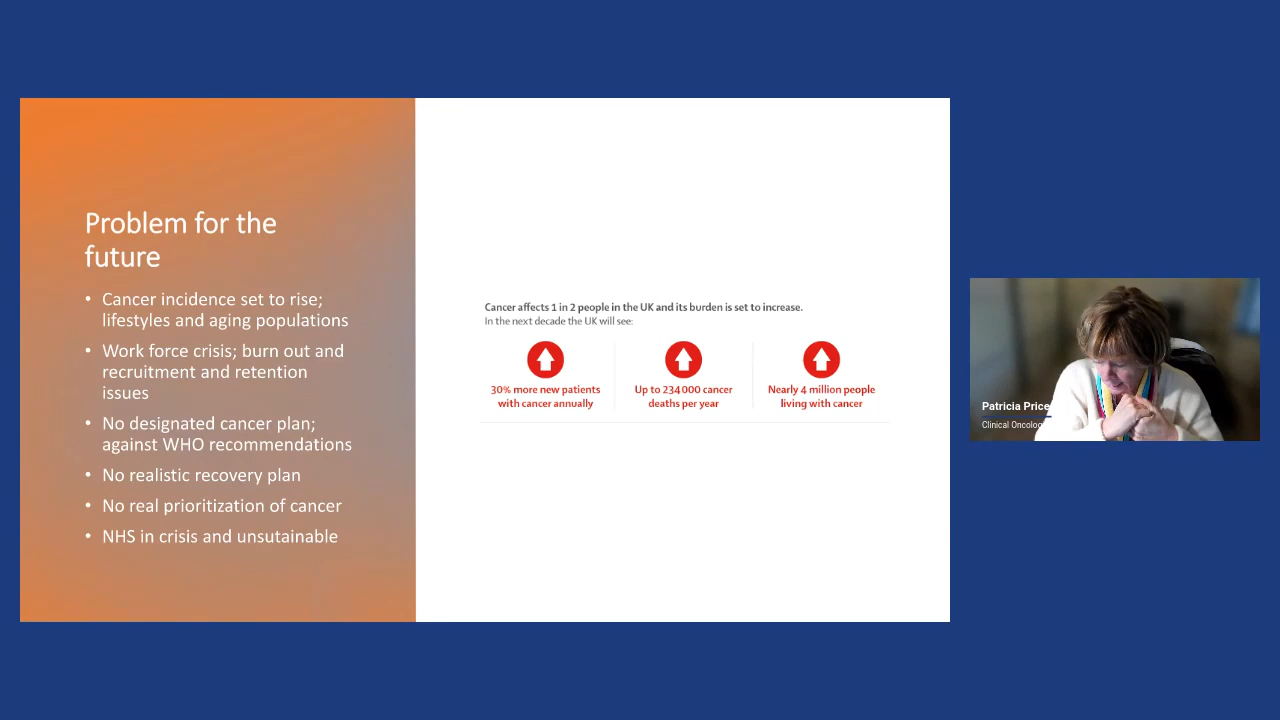 Problem for the
future
• Cancer incidence set to rise;
lifestyles and aging populations
• Work force crisis; burn out and
recruitment and retention
issues
• No designated cancer plan;
against WHO recommendations
• No realistic recovery plan
• No real prioritization of cancer
• NHS in crisis and unsutainable
Cancer affects 1 in 2 people in the UK and its burden is set to increase.
In the next decade the UK will see:
30% more new patients
with cancer annually
Up to 234000 cancer
deaths per year
Nearly 4 million people
living with cancer
Patricia Price
Clinical